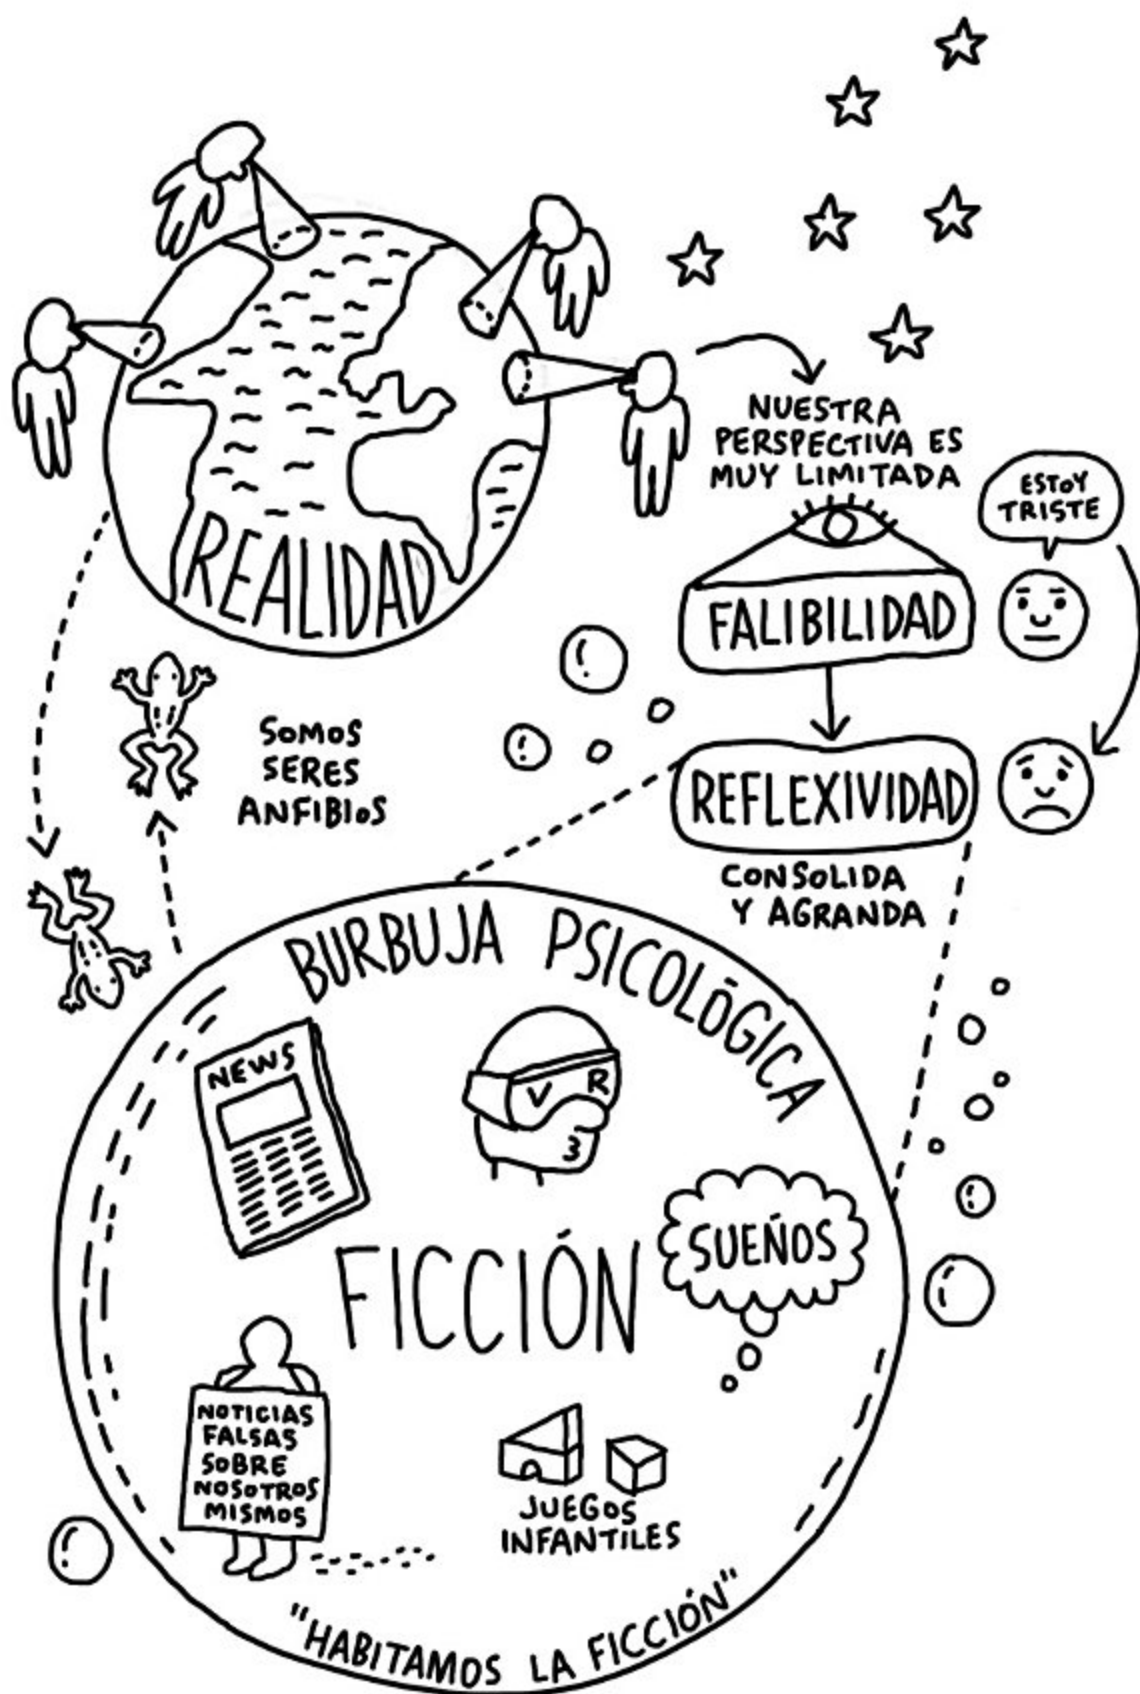 NUESTRA
PERSPECTIVA ES
MUY LIMITADA
ESTOY
TRISTE
REALIDAD
FALIBILIDAD
SOMOS
SERES
ANFIBIOS
REFLEXIVIDAD
CONSOLIDA
Y AGRANDA
BURBUJA PSICOLÓGICA
NEWS
V R
SUEÑOS
FICCIÓN
NOTICIAS
FALSAS
SOBRE
NOSOTROS
MISMOS
JUEGOS
INFANTILES
"HABITAMOS LA FICCIÓN"